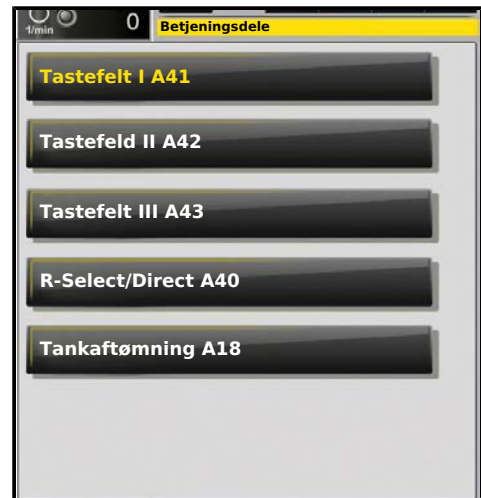 1/min
0
Betjeningsdele
Tastefelt I A41
Tastefeld II A42
Tastefelt III A43
R-Select/Direct A40
Tankaftømning A18